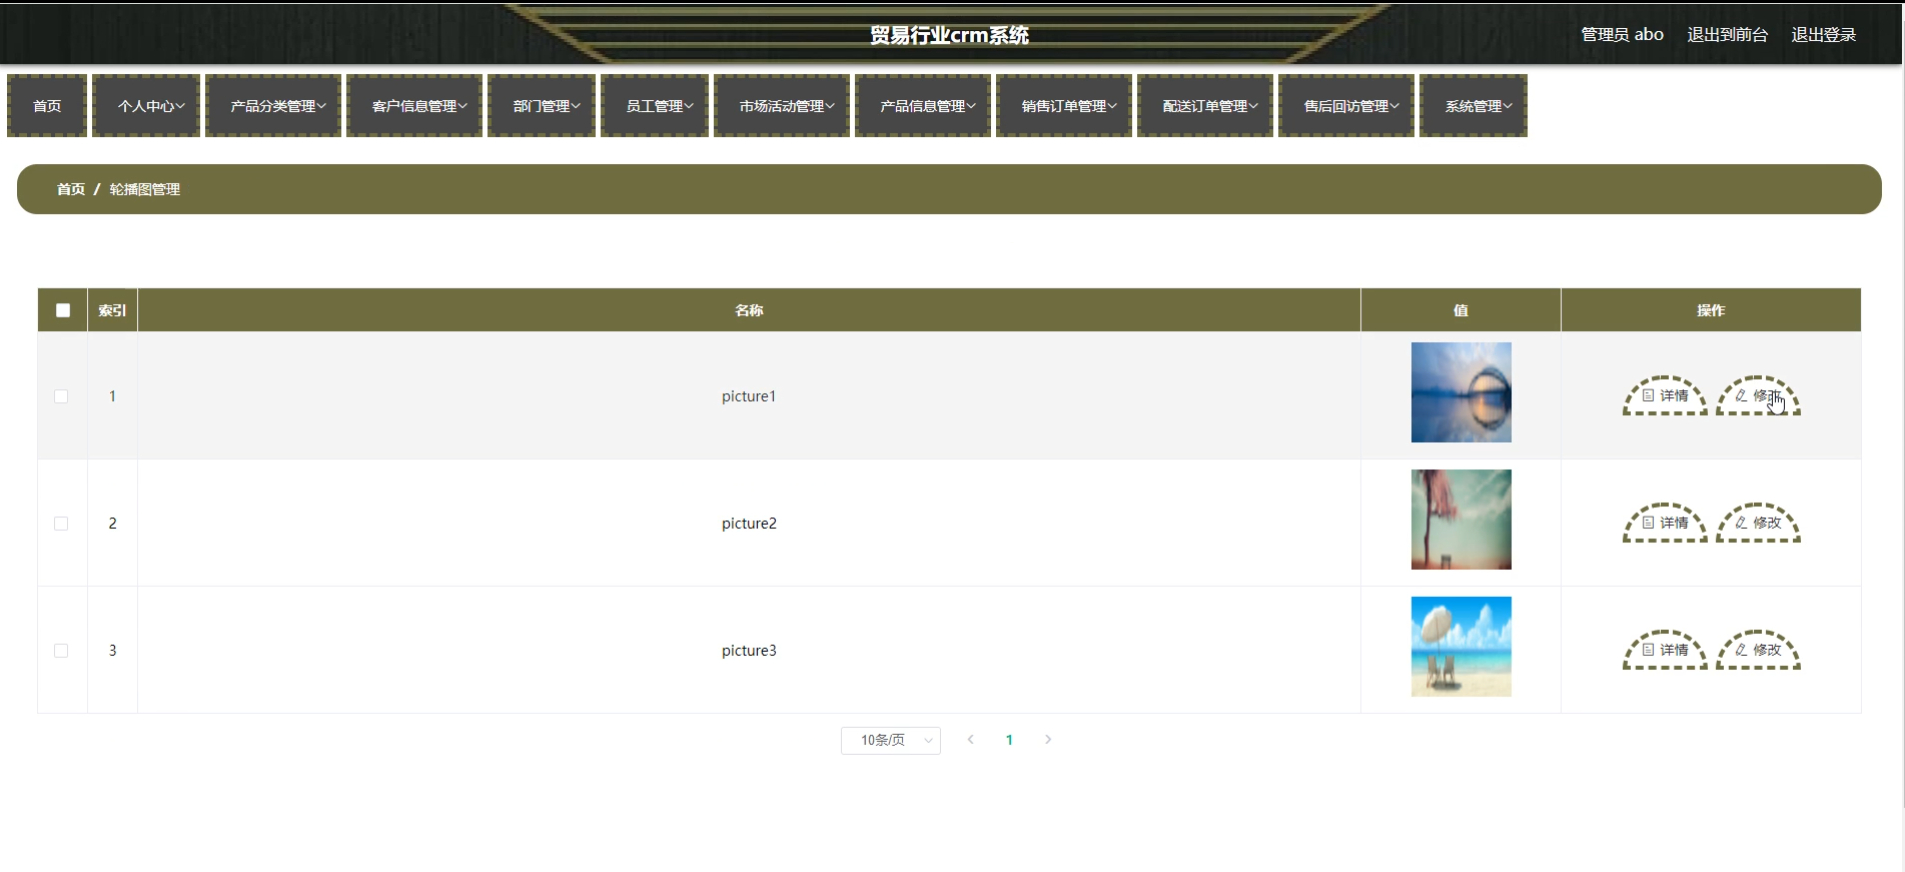 贸易行业crm系统
管理员 abo 退出到前台 退出登录
首页 个人中心 产品分类管理 客户信息管理 部门管理 员工管理 市场活动管理 产品信息管理 销售订单管理 配送订单管理 售后回访管理 系统管理
首页 / 轮播图管理
索引 名称 值 操作
1 picture1 详情 修改
2 picture2 详情 修改
3 picture3 详情 修改
10条/页 1